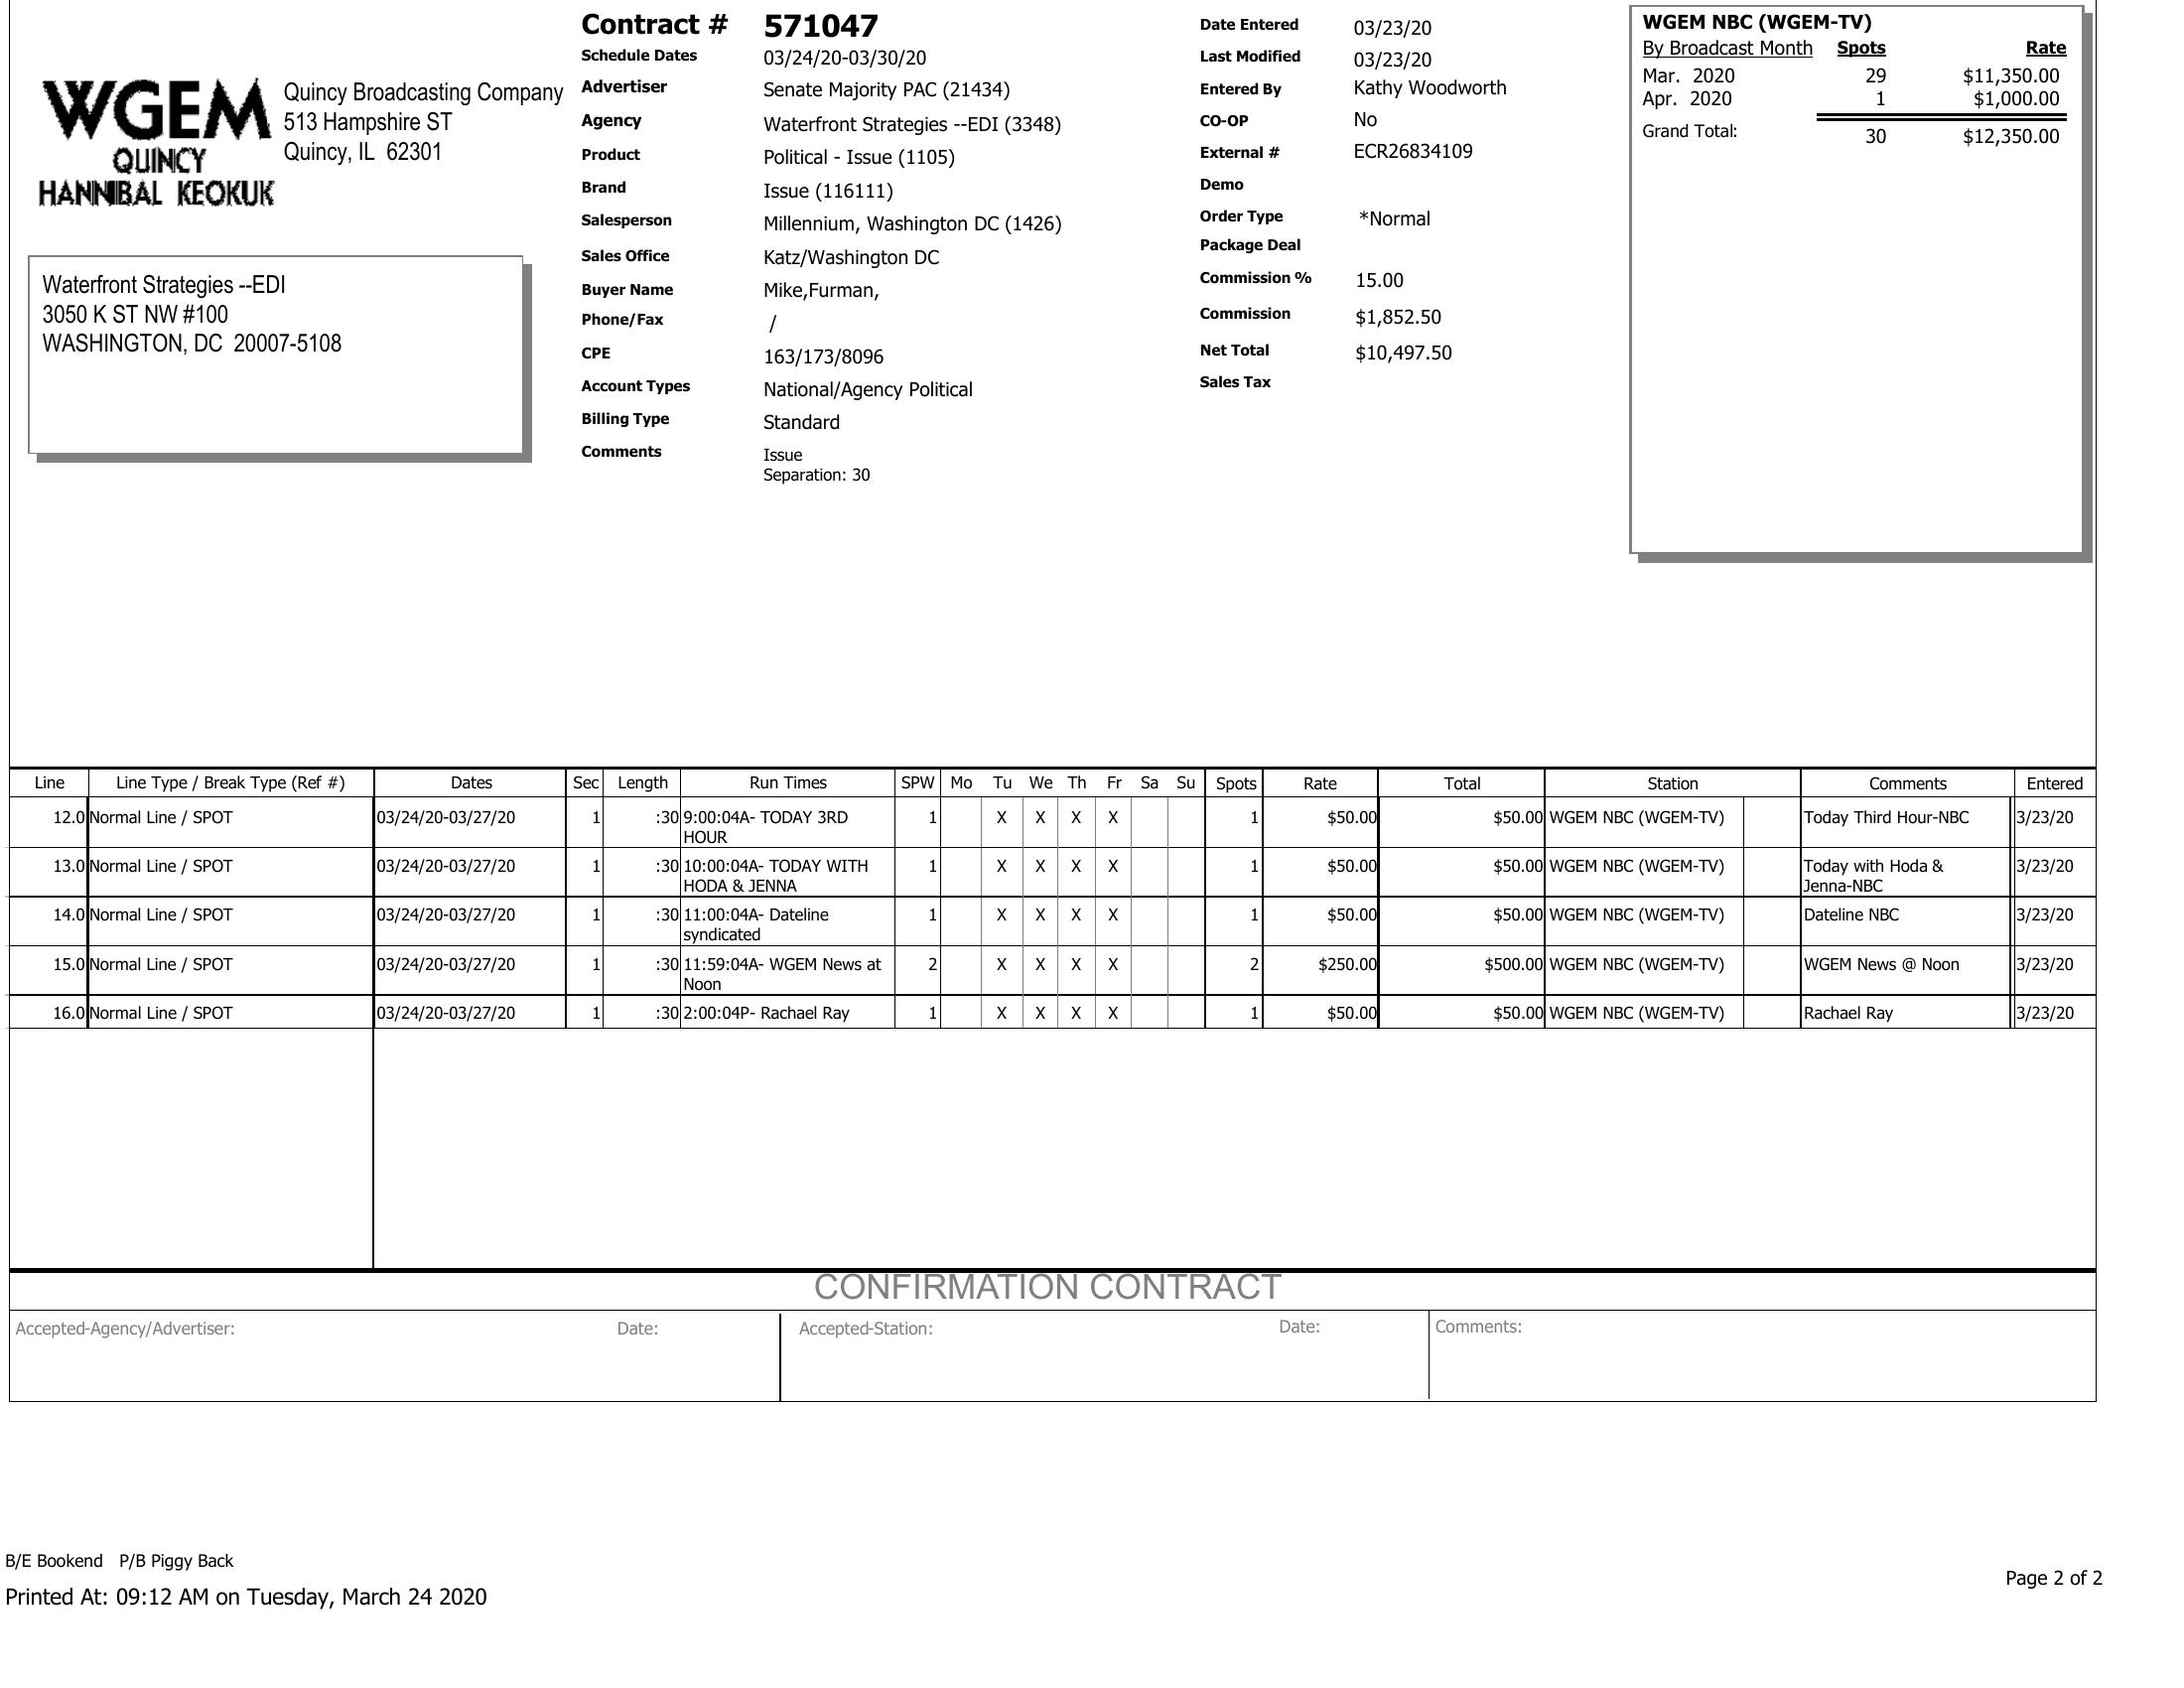 WGEM
QUINCY
HANNIBAL KEOKUK
Quincy Broadcasting Company
513 Hampshire ST
Quincy, IL 62301
Waterfront Strategies --EDI
3050 K ST NW #100
WASHINGTON, DC 20007-5108
Contract # 571047
Schedule Dates 03/24/20-03/30/20
Advertiser Senate Majority PAC (21434)
Agency Waterfront Strategies --EDI (3348)
Product Political - Issue (1105)
Brand Issue (116111)
Salesperson Millennium, Washington DC (1426)
Sales Office Katz/Washington DC
Buyer Name Mike,Furman,
Phone/Fax /
CPE 163/173/8096
Account Types National/Agency Political
Billing Type Standard
Comments Issue
Separation: 30
Date Entered 03/23/20
Last Modified 03/23/20
Entered By Kathy Woodworth
CO-OP No
External # ECR26834109
Demo
Order Type *Normal
Package Deal
Commission % 15.00
Commission $1,852.50
Net Total $10,497.50
Sales Tax
WGEM NBC (WGEM-TV)
By Broadcast Month Spots Rate
Mar. 2020 29 $11,350.00
Apr. 2020 1 $1,000.00
Grand Total: 30 $12,350.00
Line Line Type / Break Type (Ref #) Dates Sec Length Run Times SPW Mo Tu We Th Fr Sa Su Spots Rate Total Station Comments Entered
12.0 Normal Line / SPOT 03/24/20-03/27/20 1 :30 9:00:04A- TODAY 3RD 1 X X X X 1 $50.00 $50.00 WGEM NBC (WGEM-TV) Today Third Hour-NBC 3/23/20
HOUR
13.0 Normal Line / SPOT 03/24/20-03/27/20 1 :30 10:00:04A- TODAY WITH 1 X X X X 1 $50.00 $50.00 WGEM NBC (WGEM-TV) Today with Hoda & 3/23/20
HODA & JENNA Jenna-NBC
14.0 Normal Line / SPOT 03/24/20-03/27/20 1 :30 11:00:04A- Dateline 1 X X X X 1 $50.00 $50.00 WGEM NBC (WGEM-TV) Dateline NBC 3/23/20
syndicated
15.0 Normal Line / SPOT 03/24/20-03/27/20 1 :30 11:59:04A- WGEM News at 2 X X X X 2 $250.00 $500.00 WGEM NBC (WGEM-TV) WGEM News @ Noon 3/23/20
Noon
16.0 Normal Line / SPOT 03/24/20-03/27/20 1 :30 2:00:04P- Rachael Ray 1 X X X X 1 $50.00 $50.00 WGEM NBC (WGEM-TV) Rachael Ray 3/23/20
CONFIRMATION CONTRACT
Accepted-Agency/Advertiser: Date: Accepted-Station: Date: Comments:
B/E Bookend P/B Piggy Back
Printed At: 09:12 AM on Tuesday, March 24 2020
Page 2 of 2